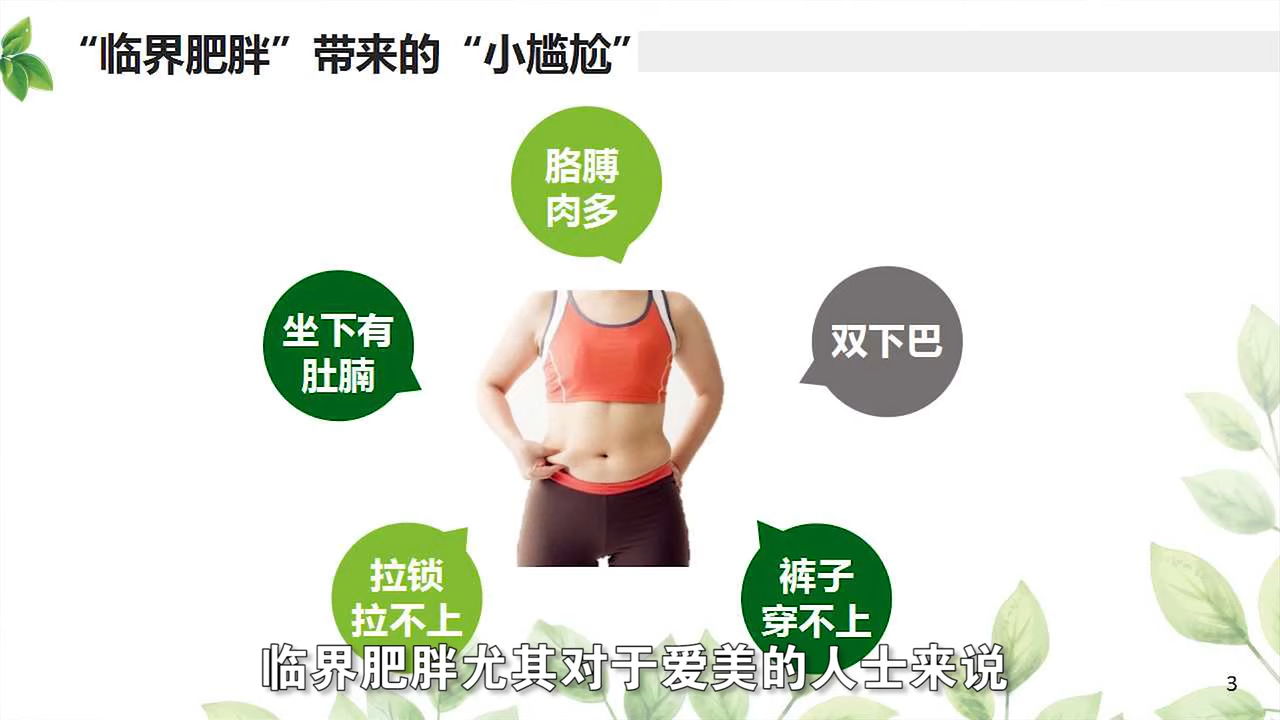 “临界肥胖”带来的“小尴尬”
胳膊
肉多
坐下有
肚腩
双下巴
拉锁
拉不上
裤子
穿不上
临界肥胖尤其对于爱美的人士来说
3